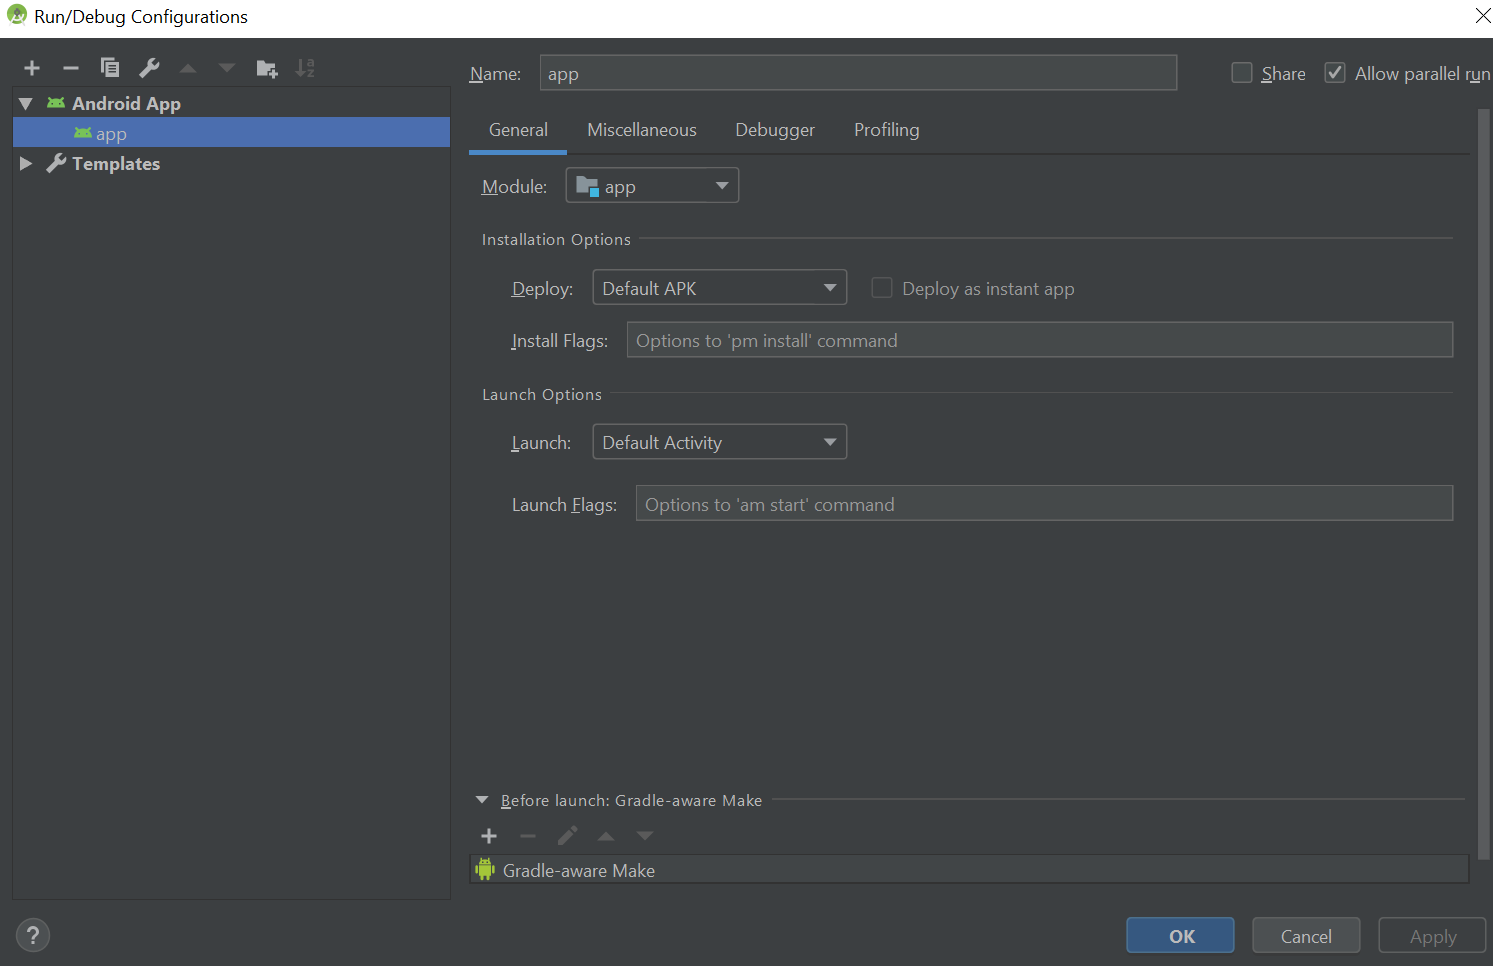 Run/Debug Configurations
Name: app
Share
Allow parallel run
Android App
app
Templates
General Miscellaneous Debugger Profiling
Module: app
Installation Options
Deploy: Default APK
Deploy as instant app
Install Flags: Options to 'pm install' command
Launch Options
Launch: Default Activity
Launch Flags: Options to 'am start' command
Before launch: Gradle-aware Make
Gradle-aware Make
?
OK Cancel Apply